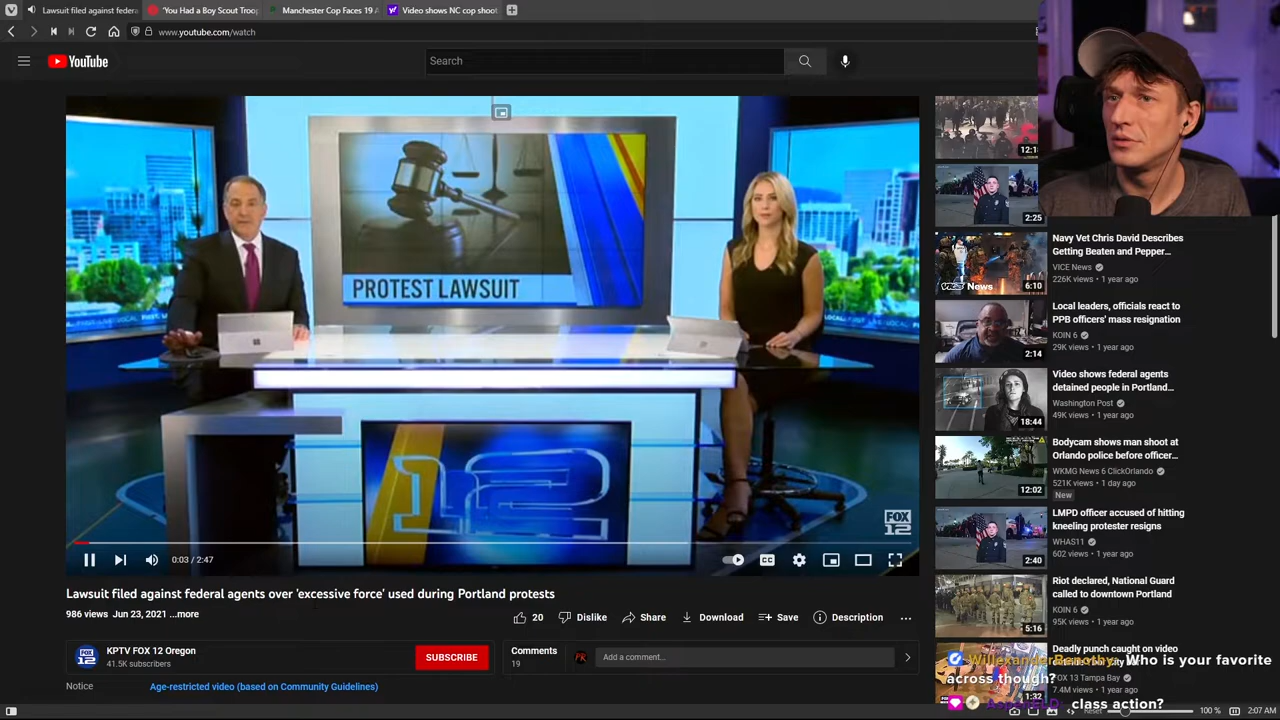 Lawsuit filed against federa
'You Had a Boy Scout Troop
Manchester Cop Faces 19 A
Video shows NC cop shoot
www.youtube.com/watch
YouTube
Search
PROTEST LAWSUIT
12
FOX
12
0:03 / 2:47
CC
Lawsuit filed against federal agents over 'excessive force' used during Portland protests
986 views Jun 23, 2021 ...more
20
Dislike
Share
Download
Save
Description
KPTV FOX 12 Oregon
41.5K subscribers
SUBSCRIBE
Comments
19
Add a comment...
Notice
Age-restricted video (based on Community Guidelines)
12:1
2:25
Navy Vet Chris David Describes
Getting Beaten and Pepper...
VICE News
226K views • 1 year ago
News
6:10
Local leaders, officials react to
PPB officers' mass resignation
KOIN 6
29K views • 1 year ago
2:14
Video shows federal agents
detained people in Portland...
Washington Post
49K views • 1 year ago
18:44
Bodycam shows man shoot at
Orlando police before officer...
WKMG News 6 ClickOrlando
521K views • 1 day ago
New
12:02
LMPD officer accused of hitting
kneeling protester resigns
WHAS11
602 views • 1 year ago
2:40
Riot declared, National Guard
called to downtown Portland
KOIN 6
95K views • 1 year ago
5:16
Deadly punch caught on video
FOX 13 Tampa Bay
7.4M views • 1 year ago
1:32
Who is your favorite
across though?
class action?
Reset
100 %
2:07 AM